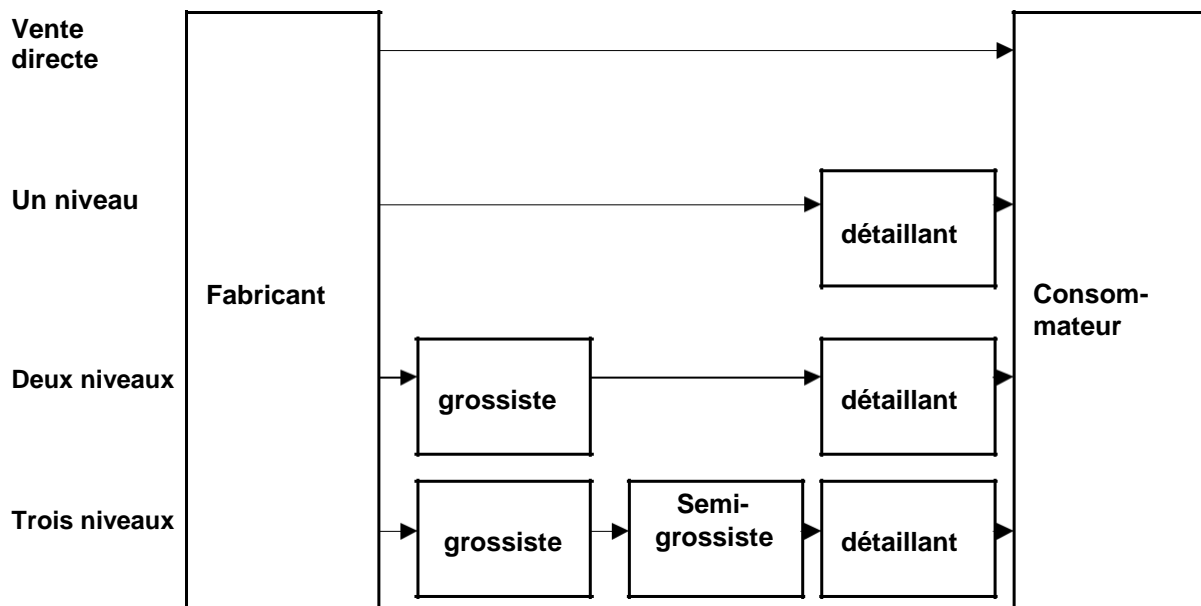 Vente
directe
Un niveau
détaillant
Fabricant
Consom-
mateur
Deux niveaux
grossiste
détaillant
Trois niveaux
grossiste
Semi-
grossiste
détaillant